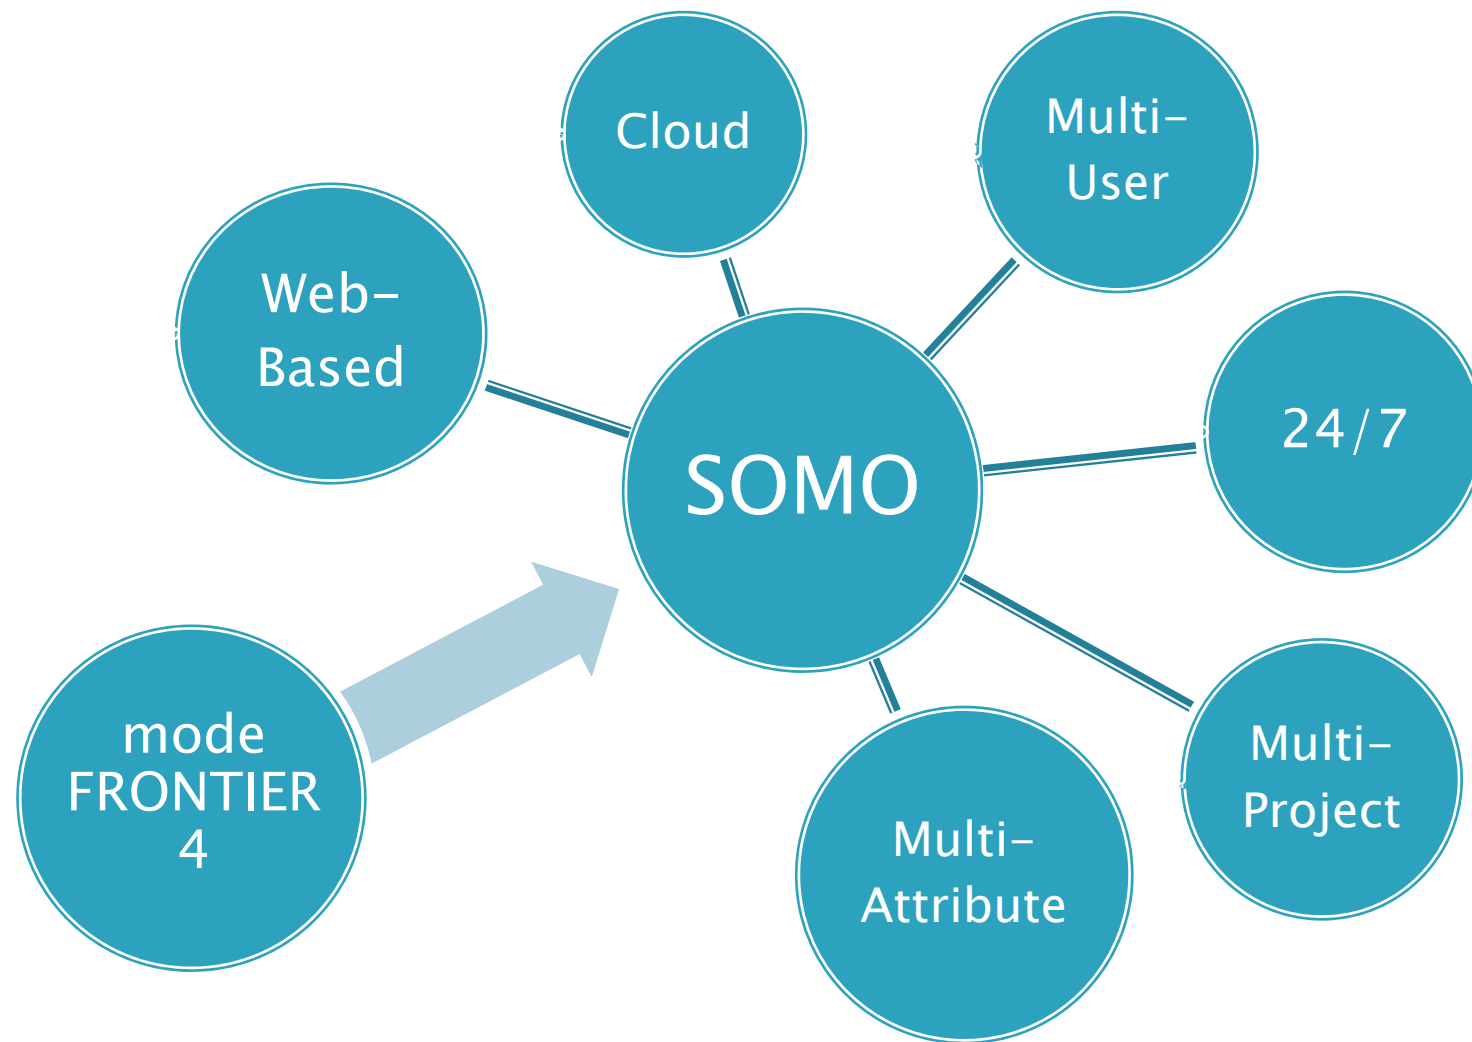 Cloud
Multi-
User
Web-
Based
24/7
SOMO
mode
FRONTIER
4
Multi-
Project
Multi-
Attribute